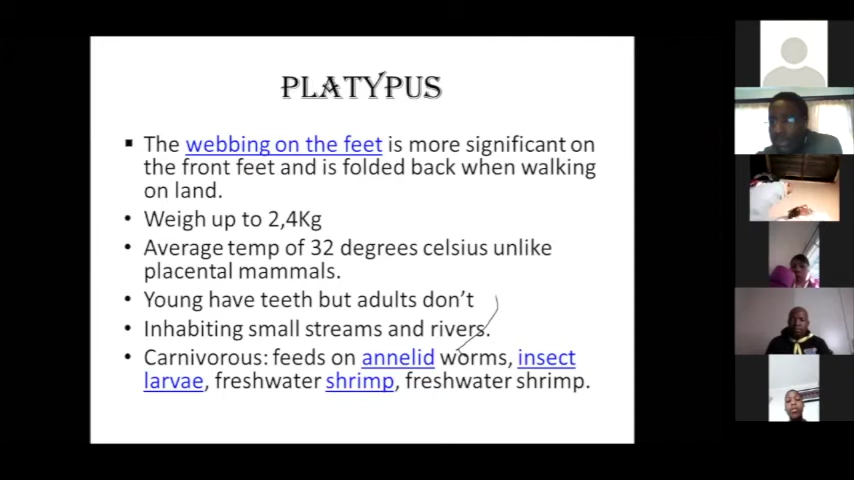 PLATYPUS
▪ The webbing on the feet is more significant on
the front feet and is folded back when walking
on land.
• Weigh up to 2,4Kg
• Average temp of 32 degrees celsius unlike
placental mammals.
• Young have teeth but adults don’t
• Inhabiting small streams and rivers.
• Carnivorous: feeds on annelid worms, insect
larvae, freshwater shrimp, freshwater shrimp.